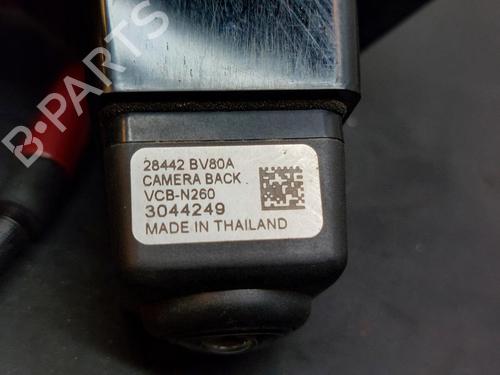 B-PARTS
28442 BV80A
CAMERA BACK
VCB-N260
3044249
MADE IN THAILAND